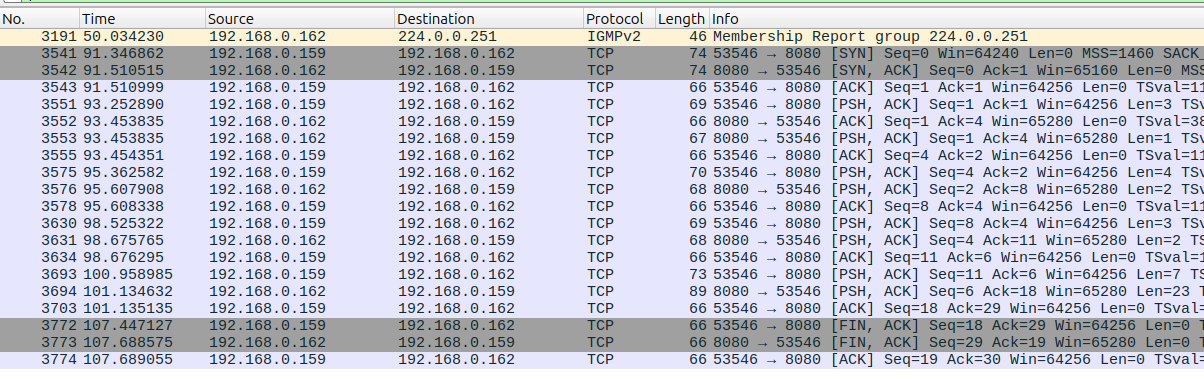 No. Time Source Destination Protocol Length Info
3191 50.034230 192.168.0.162 224.0.0.251 IGMPv2 46 Membership Report group 224.0.0.251
3541 91.346862 192.168.0.159 192.168.0.162 TCP 74 53546 → 8080 [SYN] Seq=0 Win=64240 Len=0 MSS=1460 SACK_
3542 91.510515 192.168.0.162 192.168.0.159 TCP 74 8080 → 53546 [SYN, ACK] Seq=0 Ack=1 Win=65160 Len=0 MSS
3543 91.510999 192.168.0.159 192.168.0.162 TCP 66 53546 → 8080 [ACK] Seq=1 Ack=1 Win=64256 Len=0 TSval=11
3551 93.252890 192.168.0.159 192.168.0.162 TCP 69 53546 → 8080 [PSH, ACK] Seq=1 Ack=1 Win=64256 Len=3 TS
3552 93.453835 192.168.0.162 192.168.0.159 TCP 66 8080 → 53546 [ACK] Seq=1 Ack=4 Win=65280 Len=0 TSval=38
3553 93.453835 192.168.0.162 192.168.0.159 TCP 67 8080 → 53546 [PSH, ACK] Seq=1 Ack=4 Win=65280 Len=1 TSv
3555 93.454351 192.168.0.159 192.168.0.162 TCP 66 53546 → 8080 [ACK] Seq=4 Ack=2 Win=64256 Len=0 TSval=11
3575 95.362582 192.168.0.159 192.168.0.162 TCP 70 53546 → 8080 [PSH, ACK] Seq=4 Ack=2 Win=64256 Len=4 TSv
3576 95.607908 192.168.0.162 192.168.0.159 TCP 68 8080 → 53546 [PSH, ACK] Seq=2 Ack=8 Win=65280 Len=2 TSv
3578 95.608338 192.168.0.159 192.168.0.162 TCP 66 53546 → 8080 [ACK] Seq=8 Ack=4 Win=64256 Len=0 TSval=11
3630 98.525322 192.168.0.159 192.168.0.162 TCP 69 53546 → 8080 [PSH, ACK] Seq=8 Ack=4 Win=64256 Len=3 TSv
3631 98.675765 192.168.0.162 192.168.0.159 TCP 68 8080 → 53546 [PSH, ACK] Seq=4 Ack=11 Win=65280 Len=2 TS
3634 98.676295 192.168.0.159 192.168.0.162 TCP 66 53546 → 8080 [ACK] Seq=11 Ack=6 Win=64256 Len=0 TSval=1
3693 100.958985 192.168.0.159 192.168.0.162 TCP 73 53546 → 8080 [PSH, ACK] Seq=11 Ack=6 Win=64256 Len=7 TS
3694 101.134632 192.168.0.162 192.168.0.159 TCP 89 8080 → 53546 [PSH, ACK] Seq=6 Ack=18 Win=65280 Len=23 T
3703 101.135135 192.168.0.159 192.168.0.162 TCP 66 53546 → 8080 [ACK] Seq=18 Ack=29 Win=64256 Len=0 TSval=
3772 107.447127 192.168.0.159 192.168.0.162 TCP 66 53546 → 8080 [FIN, ACK] Seq=18 Ack=29 Win=64256 Len=0 T
3773 107.688575 192.168.0.162 192.168.0.159 TCP 66 8080 → 53546 [FIN, ACK] Seq=29 Ack=19 Win=65280 Len=0 T
3774 107.689055 192.168.0.159 192.168.0.162 TCP 66 53546 → 8080 [ACK] Seq=19 Ack=30 Win=64256 Len=0 TSval=